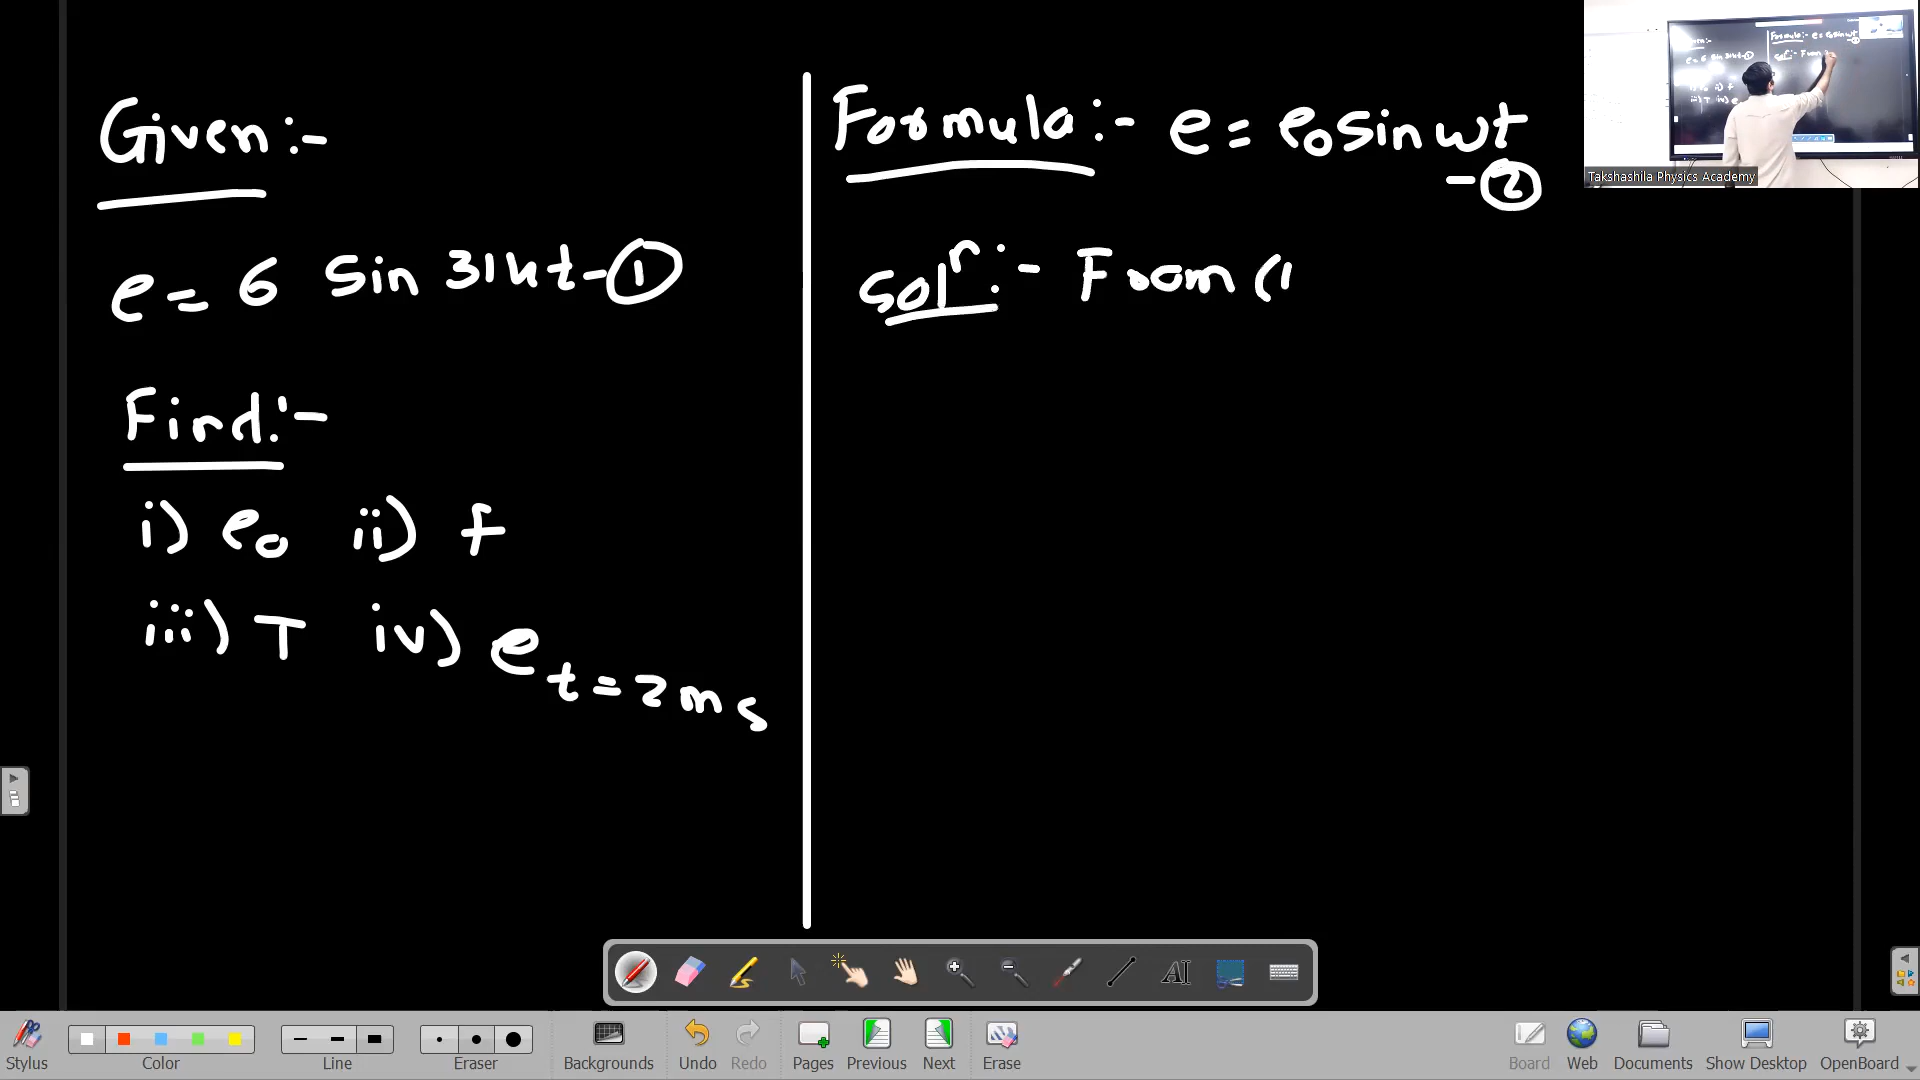 Given:-
e = 6 sin 314t - ①
Find:-
i) e₀ ii) f
iii) T iv) e t = 2ms
Formula:- e = e₀ sin ωt
- ②
Solⁿ:- From (1
Takshashila Physics Academy
Stylus
Color
Line
Eraser
Backgrounds
Undo
Redo
Pages
Previous
Next
Erase
Board
Web
Documents
Show Desktop
OpenBoard